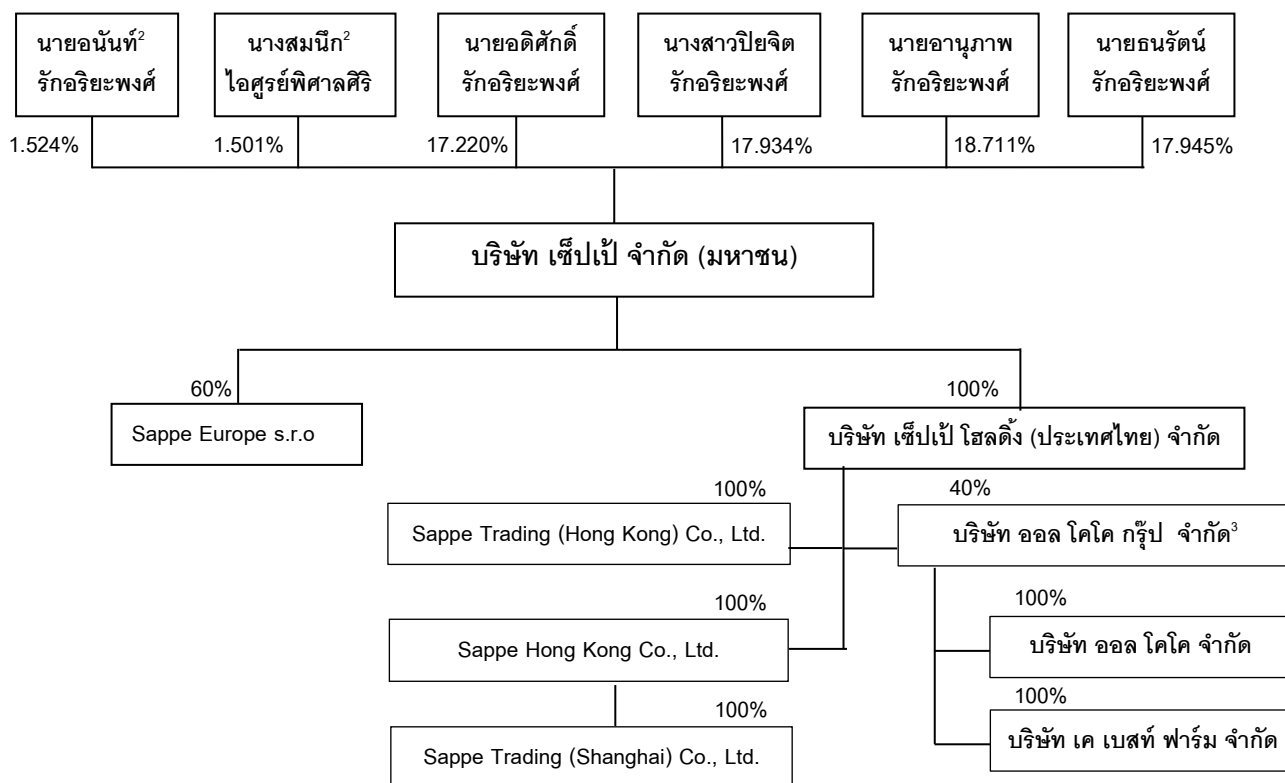 นายอนันท์²
รักอริยะพงศ์
นางสมนึก²
ไอศูรย์พิศาลศิริ
นายอดิศักดิ์
รักอริยะพงศ์
นางสาวปิยจิต
รักอริยะพงศ์
นายอานุภาพ
รักอริยะพงศ์
นายธนรัตน์
รักอริยะพงศ์
1.524%
1.501%
17.220%
17.934%
18.711%
17.945%
บริษัท เซ็ปเป้ จำกัด (มหาชน)
60%
100%
Sappe Europe s.r.o
บริษัท เซ็ปเป้ โฮลดิ้ง (ประเทศไทย) จำกัด
100%
40%
Sappe Trading (Hong Kong) Co., Ltd.
บริษัท ออล โคโค กรุ๊ป จำกัด³
100%
100%
Sappe Hong Kong Co., Ltd.
บริษัท ออล โคโค จำกัด
100%
100%
Sappe Trading (Shanghai) Co., Ltd.
บริษัท เค เบสท์ ฟาร์ม จำกัด